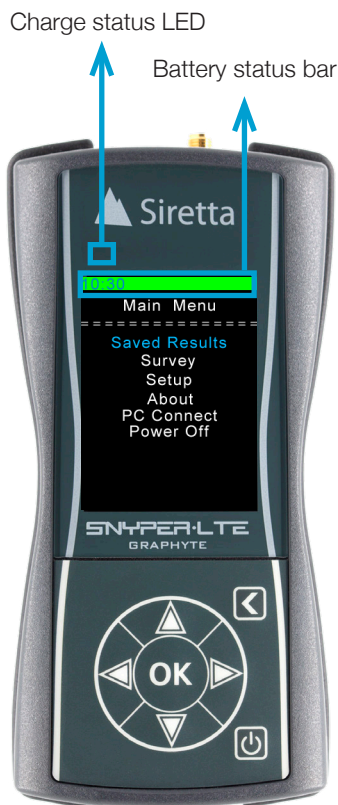 Charge status LED
Battery status bar
Siretta
10:30
Main Menu
=================
Saved Results
Survey
Setup
About
PC Connect
Power Off
SNYPER·LTE
GRAPHYTE
OK